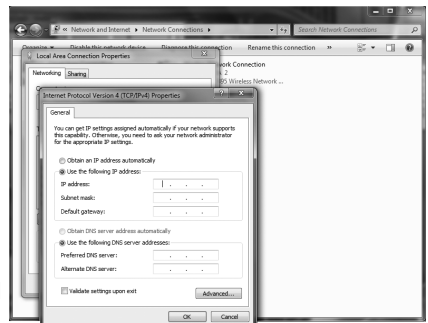 « Network and Internet ▸ Network Connections ▸
Search Network Connections
Organize ▾ Disable this network device Diagnose this connection Rename this connection »
Local Area Connection Properties
work Connection
2
95 Wireless Network ...
Networking Sharing
Internet Protocol Version 4 (TCP/IPv4) Properties
? x
General
You can get IP settings assigned automatically if your network supports
this capability. Otherwise, you need to ask your network administrator
for the appropriate IP settings.
Obtain an IP address automatically
Use the following IP address:
IP address: . . .
Subnet mask: . . .
Default gateway: . . .
Obtain DNS server address automatically
Use the following DNS server addresses:
Preferred DNS server: . . .
Alternate DNS server: . . .
Validate settings upon exit
Advanced...
OK Cancel